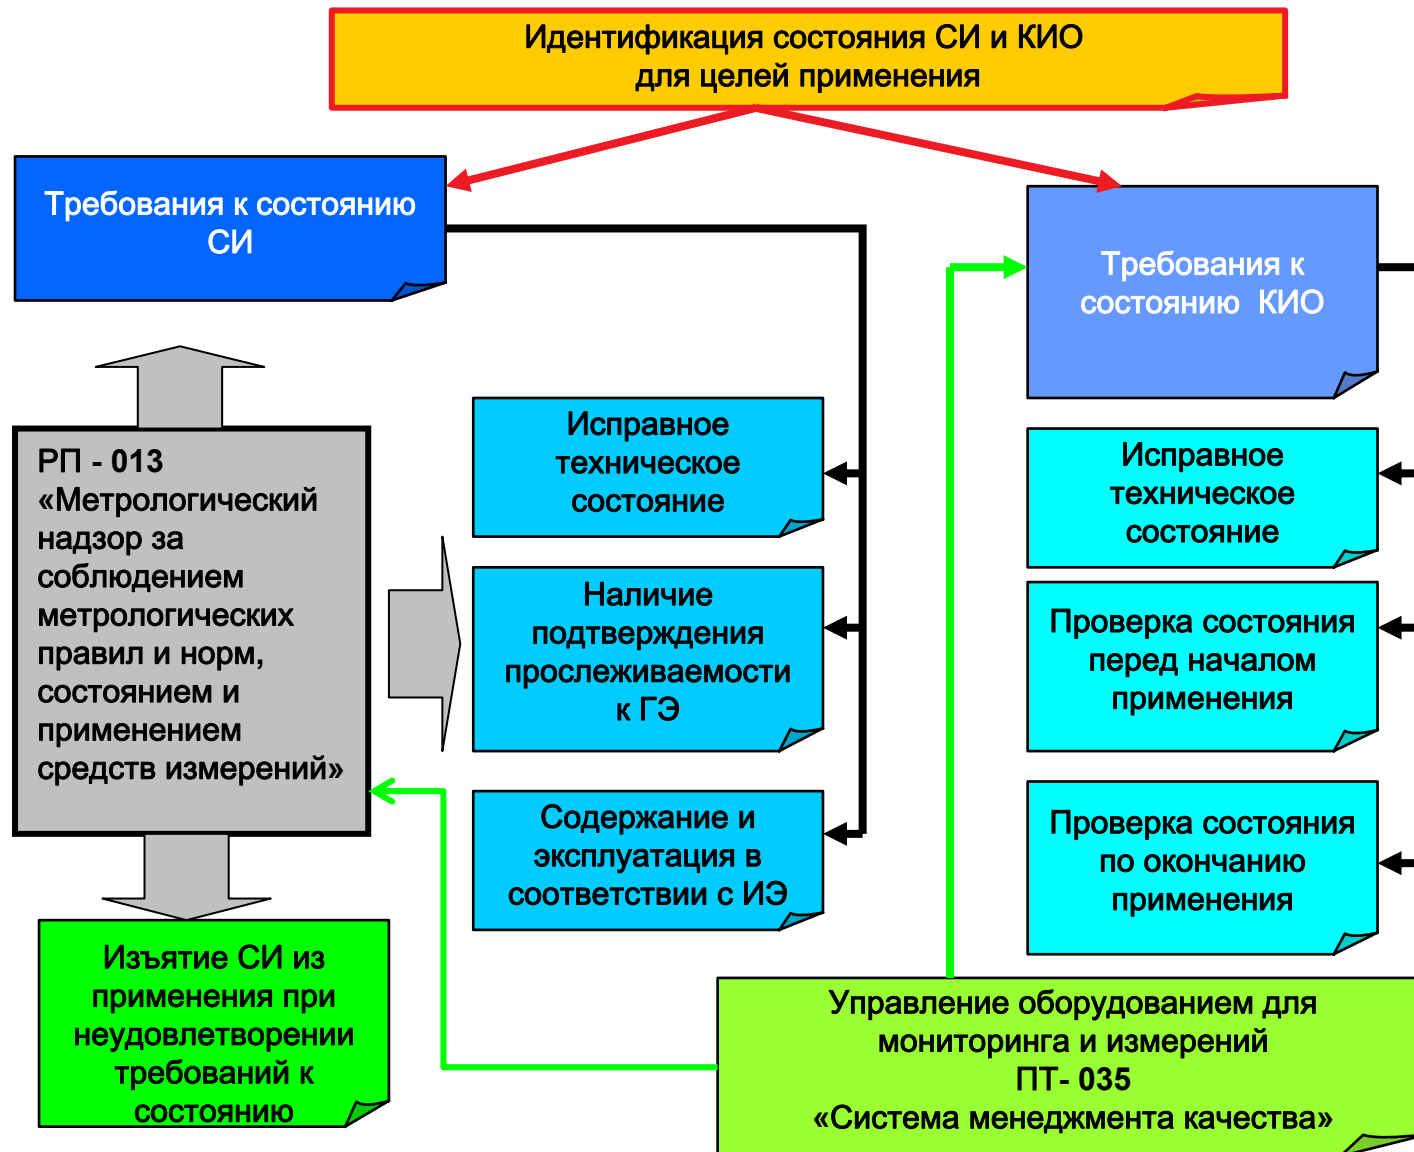 Идентификация состояния СИ и КИО
для целей применения
Требования к состоянию
СИ
Требования к
состоянию КИО
РП - 013
«Метрологический
надзор за
соблюдением
метрологических
правил и норм,
состоянием и
применением
средств измерений»
Исправное
техническое
состояние
Наличие
подтверждения
прослеживаемости
к ГЭ
Содержание и
эксплуатация в
соответствии с ИЭ
Исправное
техническое
состояние
Проверка состояния
перед началом
применения
Проверка состояния
по окончанию
применения
Изъятие СИ из
применения при
неудовлетворении
требований к
состоянию
Управление оборудованием для
мониторинга и измерений
ПТ- 035
«Система менеджмента качества»